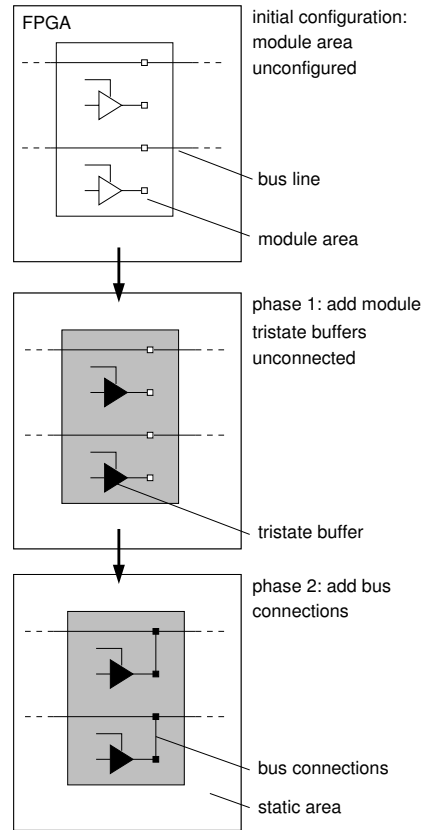 FPGA
initial configuration:
module area
unconfigured
bus line
module area
phase 1: add module
tristate buffers
unconnected
tristate buffer
phase 2: add bus
connections
bus connections
static area